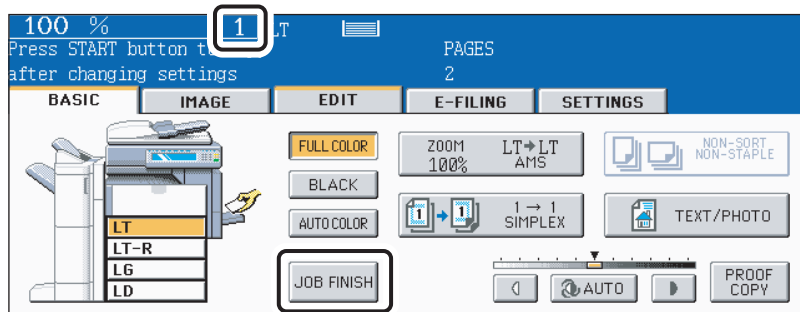 100 % 1 LT
Press START button t
after changing settings
PAGES
2
BASIC IMAGE EDIT E-FILING SETTINGS
LT
LT-R
LG
LD
FULL COLOR
BLACK
AUTO COLOR
JOB FINISH
ZOOM LT→LT
100% AMS
1 → 1
1 → 1
SIMPLEX
NON-SORT
NON-STAPLE
TEXT/PHOTO
AUTO
PROOF
COPY